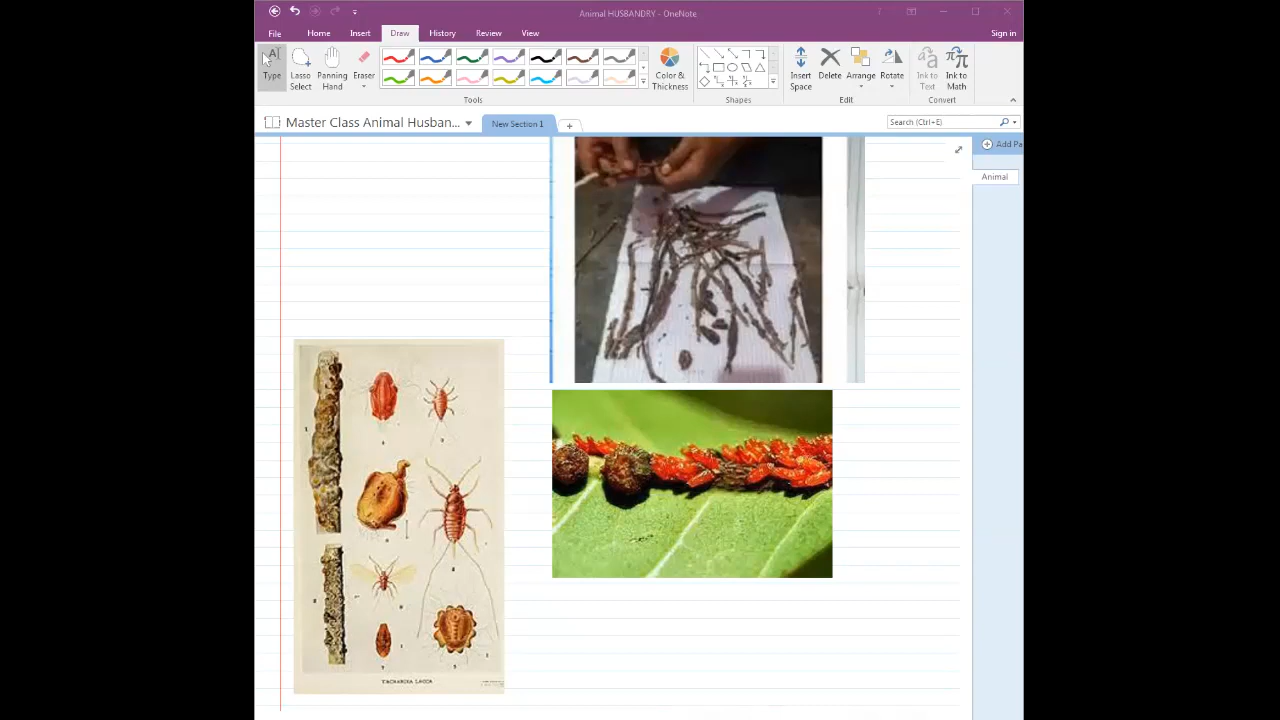 Animal HUSBANDRY - OneNote
File Home Insert Draw History Review View Sign in
Type
Lasso Select
Panning Hand
Eraser
Color & Thickness
Insert Space
Delete
Arrange
Rotate
Ink to Text
Ink to Math
Tools Shapes Edit Convert
Master Class Animal Husban... New Section 1 Search (Ctrl+E)
Add Pa
Animal
TACHARDIA LACCA